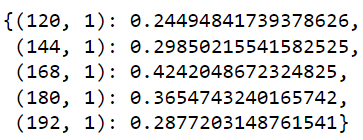 {(120, 1): 0.24494841739378626,
(144, 1): 0.29850215541582525,
(168, 1): 0.4242048672324825,
(180, 1): 0.3654743240165742,
(192, 1): 0.2877203148761541}